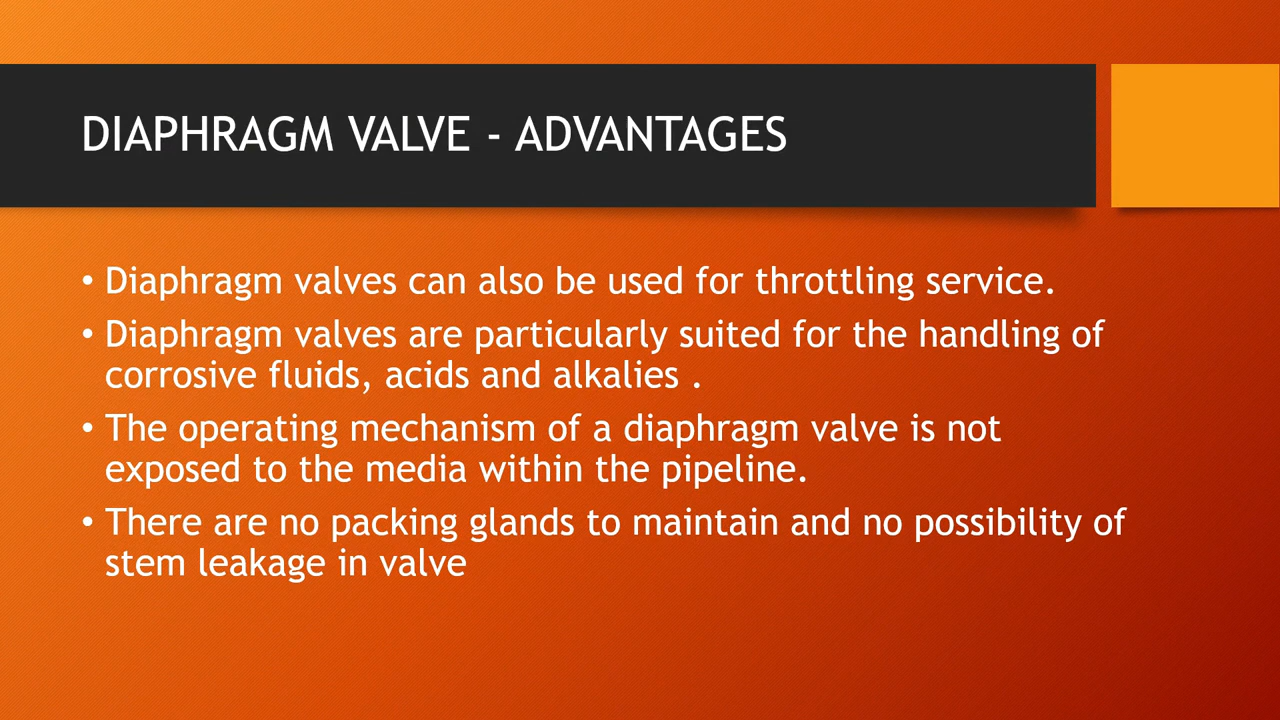 DIAPHRAGM VALVE - ADVANTAGES
• Diaphragm valves can also be used for throttling service.
• Diaphragm valves are particularly suited for the handling of
corrosive fluids, acids and alkalies .
• The operating mechanism of a diaphragm valve is not
exposed to the media within the pipeline.
• There are no packing glands to maintain and no possibility of
stem leakage in valve